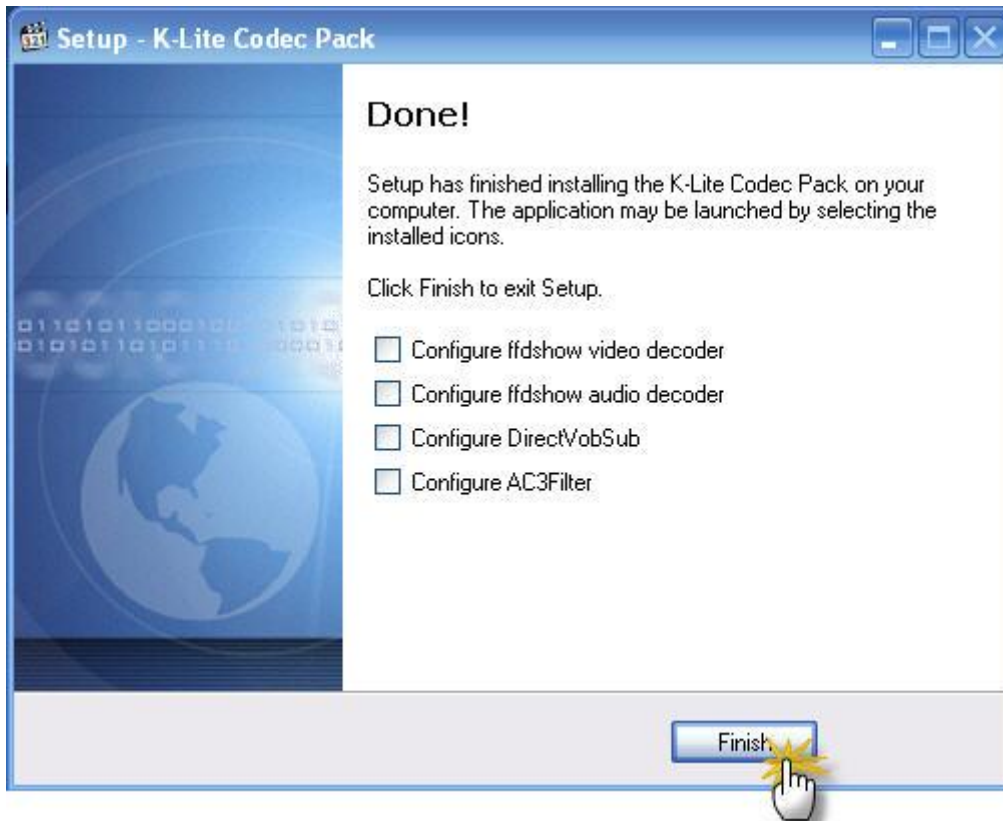 Setup - K-Lite Codec Pack
Done!
Setup has finished installing the K-Lite Codec Pack on your
computer. The application may be launched by selecting the
installed icons.
Click Finish to exit Setup.
Configure ffdshow video decoder
Configure ffdshow audio decoder
Configure DirectVobSub
Configure AC3Filter
Finish